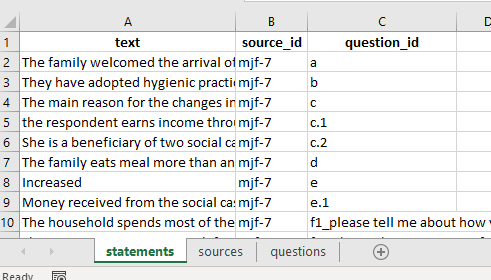 A B C D
1 text source_id question_id
2 The family welcomed the arrival of mjf-7 a
3 They have adopted hygienic practi mjf-7 b
4 The main reason for the changes in mjf-7 c
5 the respondent earns income throu mjf-7 c.1
6 She is a beneficiary of two social ca mjf-7 c.2
7 The family eats meal more than an mjf-7 d
8 Increased mjf-7 e
9 Money received from the social cas mjf-7 e.1
10 The household spends most of the mjf-7 f1_please tell me about how
statements sources questions
Ready